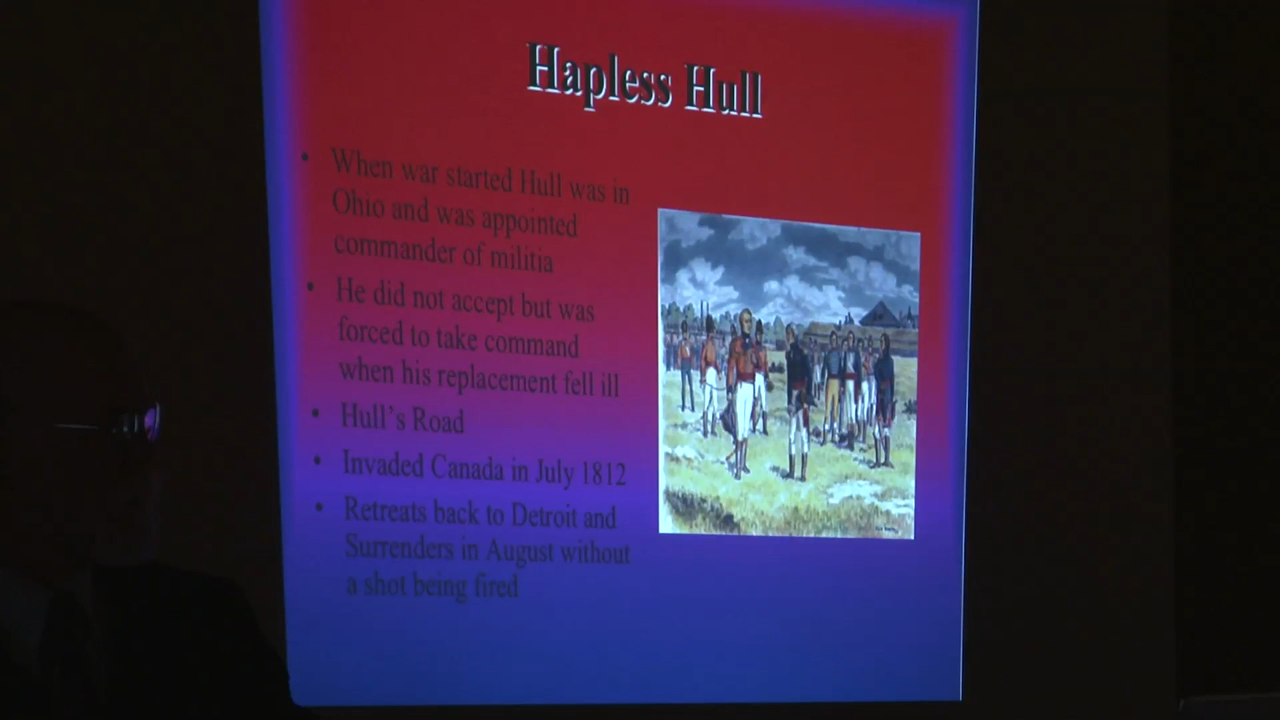 Hapless Hull
• When war started Hull was in
Ohio and was appointed
commander of militia
• He did not accept but was
forced to take command
when his replacement fell ill
• Hull's Road
• Invaded Canada in July 1812
• Retreats back to Detroit and
Surrenders in August without
a shot being fired